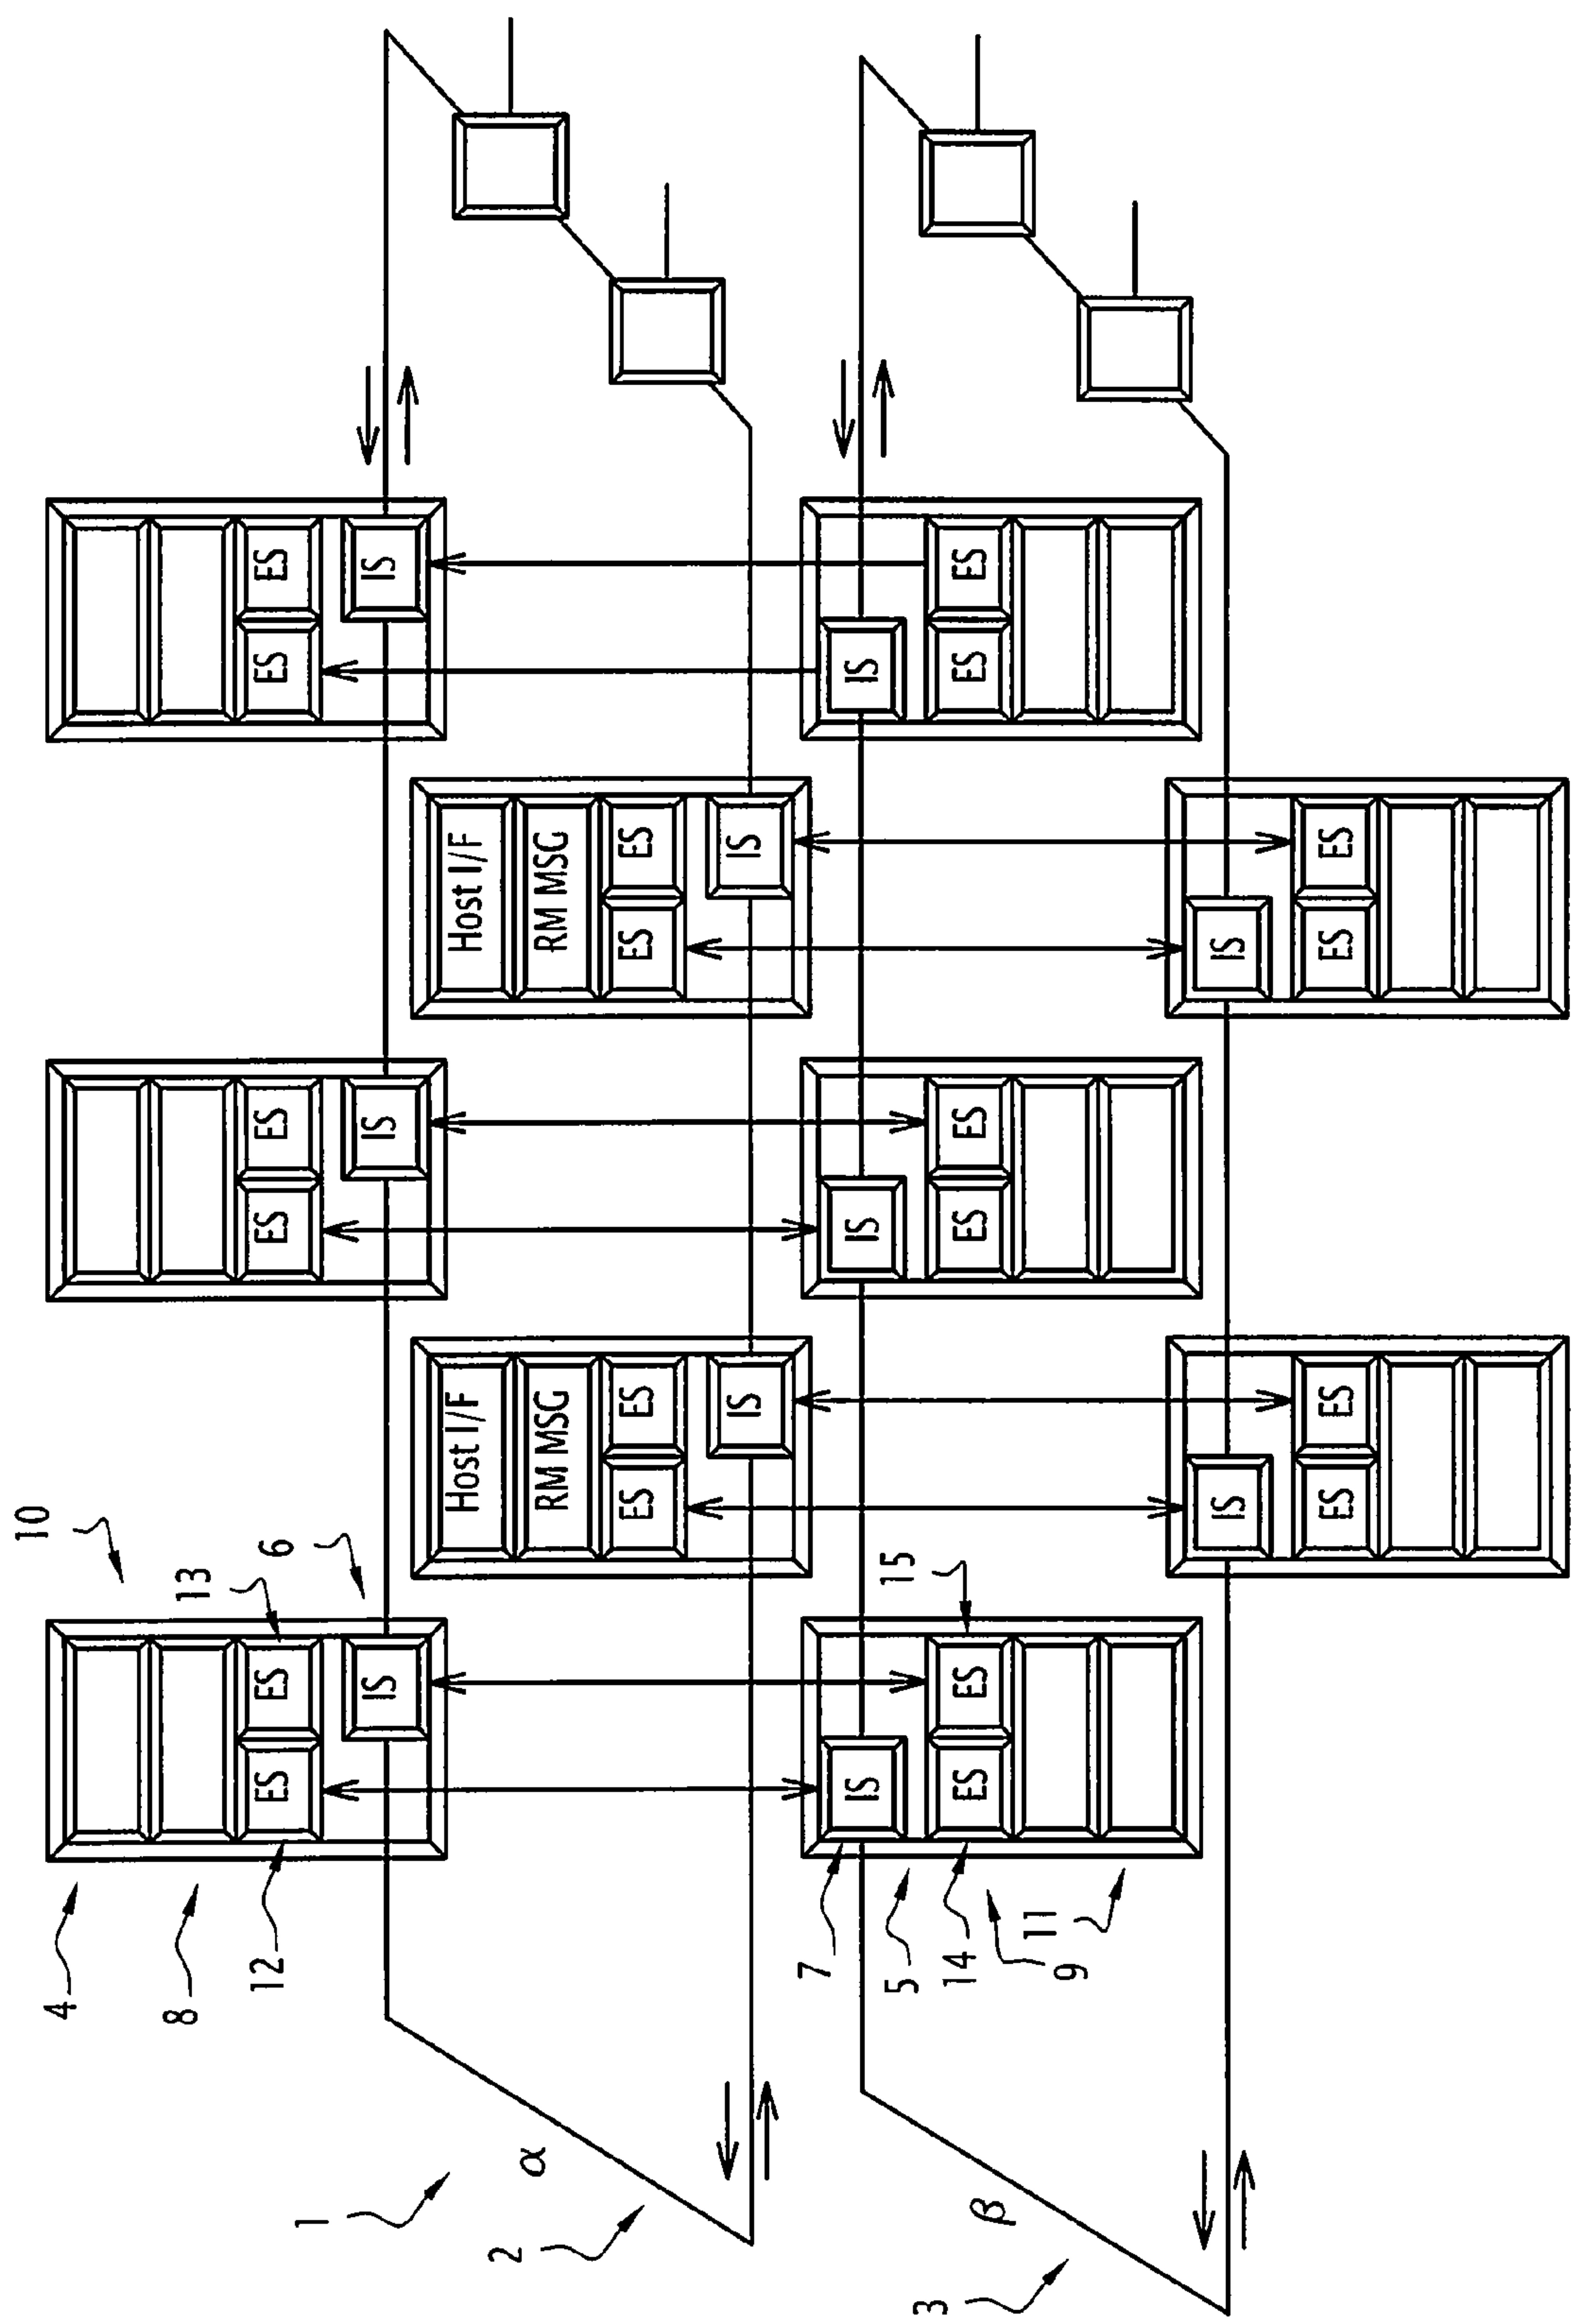 10
4
8
13
12
6
ES ES
ES ES
ES ES
1
IS
IS
IS
Host I/F
Host I/F
2
α
RM MSG
RM MSG
ES ES
ES ES
IS
IS
7
IS
IS
IS
5
15
3
14
ES ES
ES ES
ES ES
β
11
9
IS
IS
ES ES
ES ES